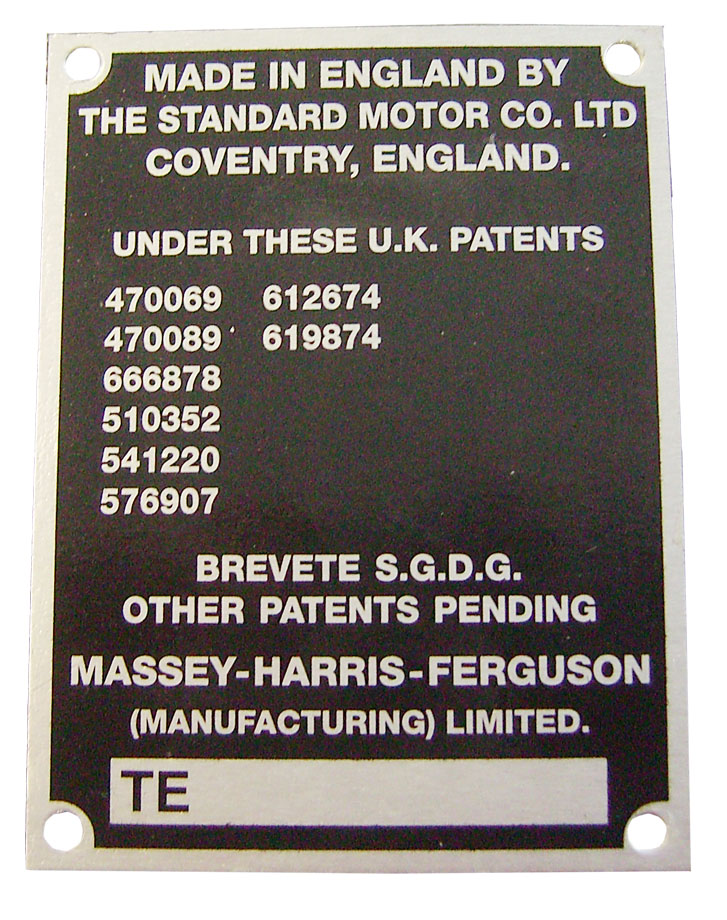 MADE IN ENGLAND BY
THE STANDARD MOTOR CO. LTD
COVENTRY, ENGLAND.
UNDER THESE U.K. PATENTS
470069 612674
470089 619874
666878
510352
541220
576907
BREVETE S.G.D.G.
OTHER PATENTS PENDING
MASSEY-HARRIS-FERGUSON
(MANUFACTURING) LIMITED.
TE